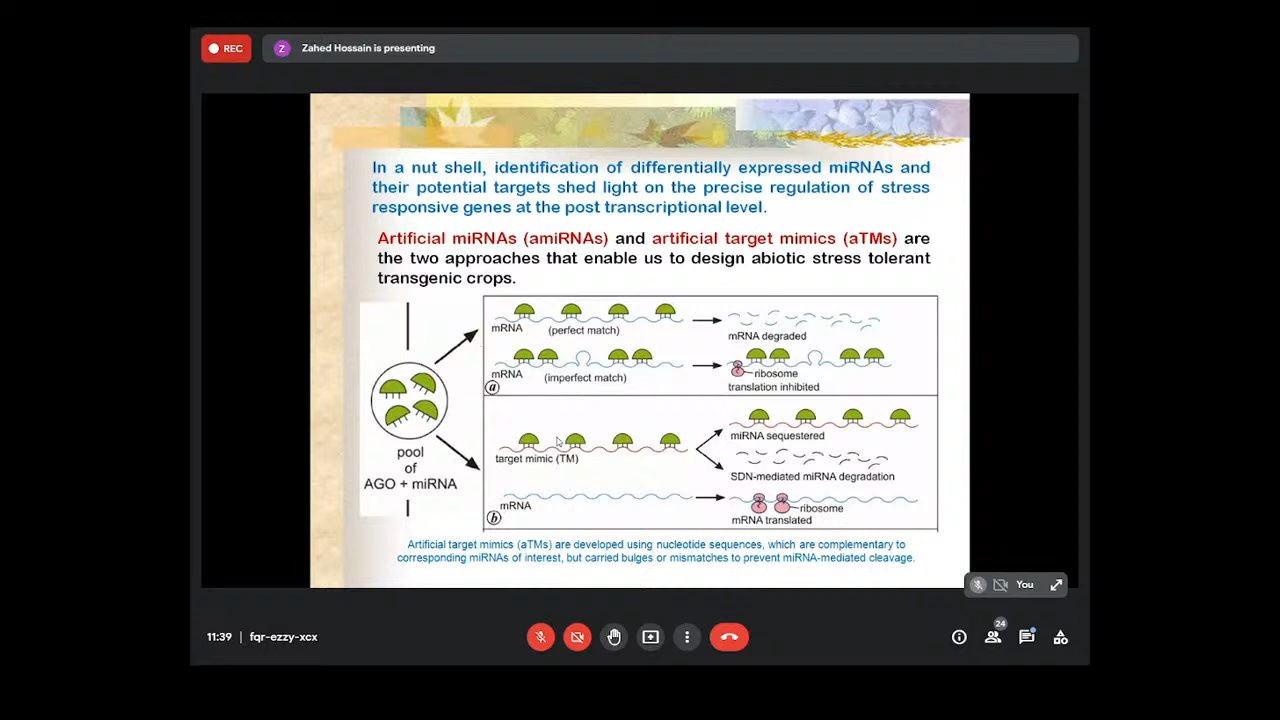 REC
Z
Zahed Hossain is presenting
In a nut shell, identification of differentially expressed miRNAs and
their potential targets shed light on the precise regulation of stress
responsive genes at the post transcriptional level.
Artificial miRNAs (amiRNAs) and artificial target mimics (aTMs) are
the two approaches that enable us to design abiotic stress tolerant
transgenic crops.
mRNA
(perfect match)
mRNA degraded
mRNA
(imperfect match)
ribosome
translation inhibited
a
pool
of
AGO + miRNA
target mimic (TM)
miRNA sequestered
SDN-mediated miRNA degradation
mRNA
ribosome
mRNA translated
b
Artificial target mimics (aTMs) are developed using nucleotide sequences, which are complementary to
corresponding miRNAs of interest, but carried bulges or mismatches to prevent miRNA-mediated cleavage.
You
11:39 | fqr-ezzy-xcx
24